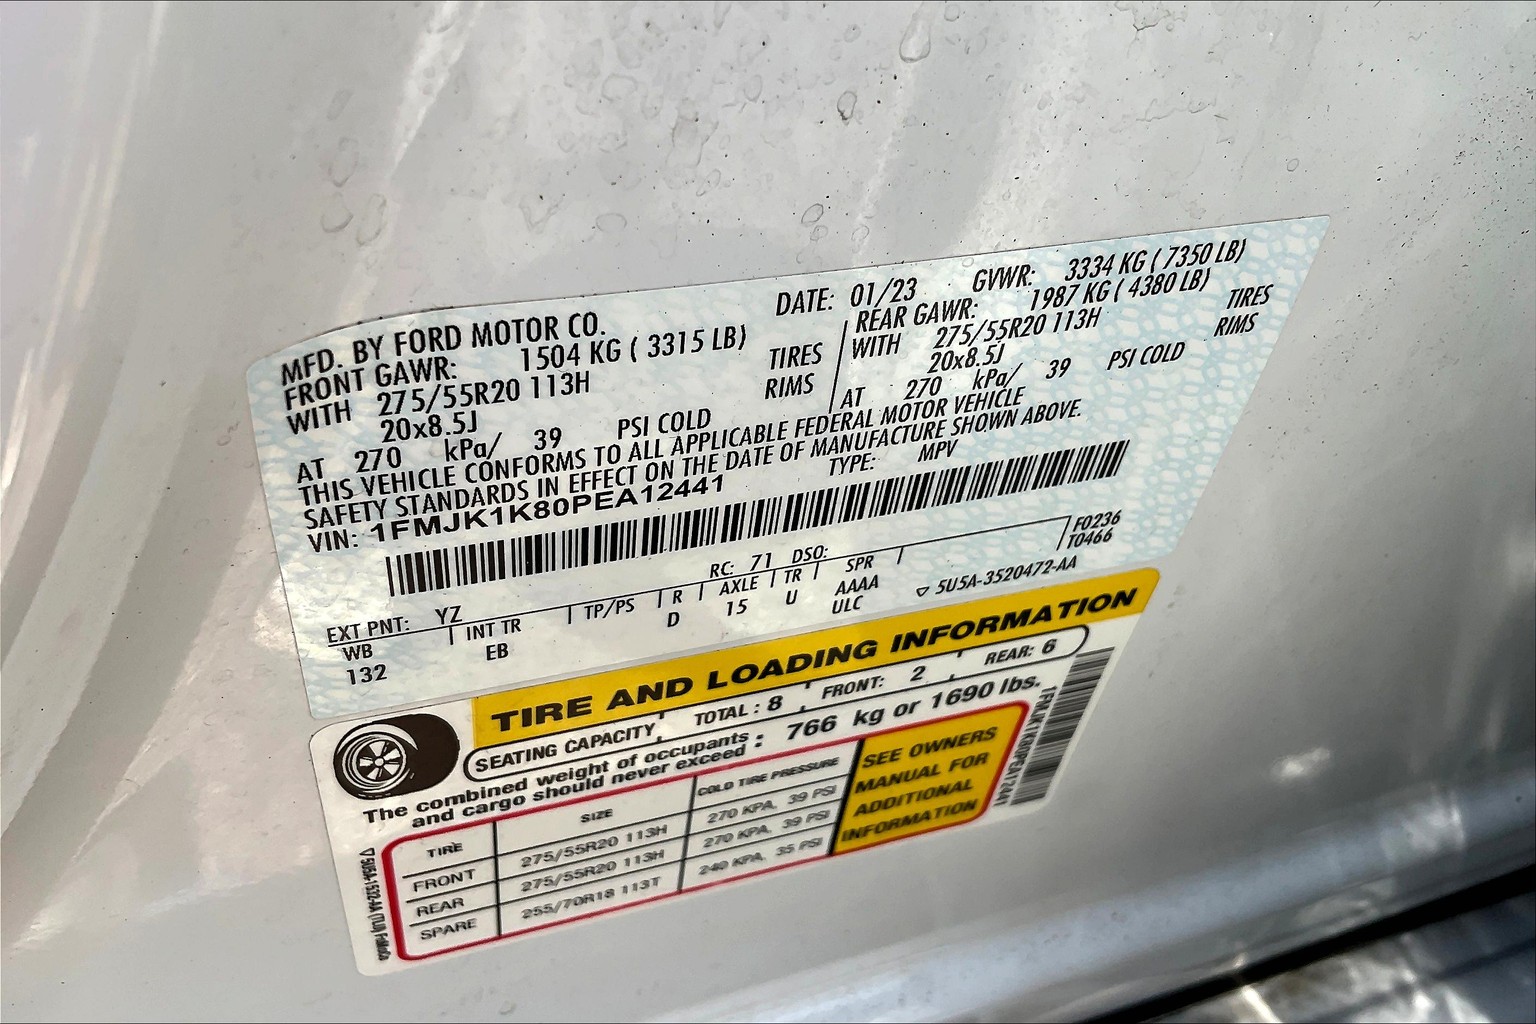 MFD. BY FORD MOTOR CO.
DATE: 01/23 GVWR: 3334 KG ( 7350 LB)
FRONT GAWR: 1504 KG ( 3315 LB)
WITH 275/55R20 113H TIRES
20x8.5J RIMS
AT 270 kPa/ 39 PSI COLD
REAR GAWR: 1987 KG ( 4380 LB)
WITH 275/55R20 113H TIRES
20x8.5J RIMS
AT 270 kPa/ 39 PSI COLD
THIS VEHICLE CONFORMS TO ALL APPLICABLE FEDERAL MOTOR VEHICLE
SAFETY STANDARDS IN EFFECT ON THE DATE OF MANUFACTURE SHOWN ABOVE.
VIN: 1FMJK1K80PEA12441 TYPE: MPV
F0236
T0466
EXT PNT: YZ RC: 71 DSO:
WB INT TR TP/PS R AXLE TR SPR
132 EB D 15 U AAAA
ULC
▽ 5U5A-3520472-AA
TIRE AND LOADING INFORMATION
SEATING CAPACITY TOTAL : 8 FRONT: 2 REAR: 6
The combined weight of occupants
and cargo should never exceed : 766 kg or 1690 lbs.
TIRE SIZE COLD TIRE PRESSURE
FRONT 275/55R20 113H 270 KPA, 39 PSI
REAR 275/55R20 113H 270 KPA, 39 PSI
SPARE 255/70R18 113T 240 KPA, 35 PSI
SEE OWNERS
MANUAL FOR
ADDITIONAL
INFORMATION
1FMJK1K80PEA12441